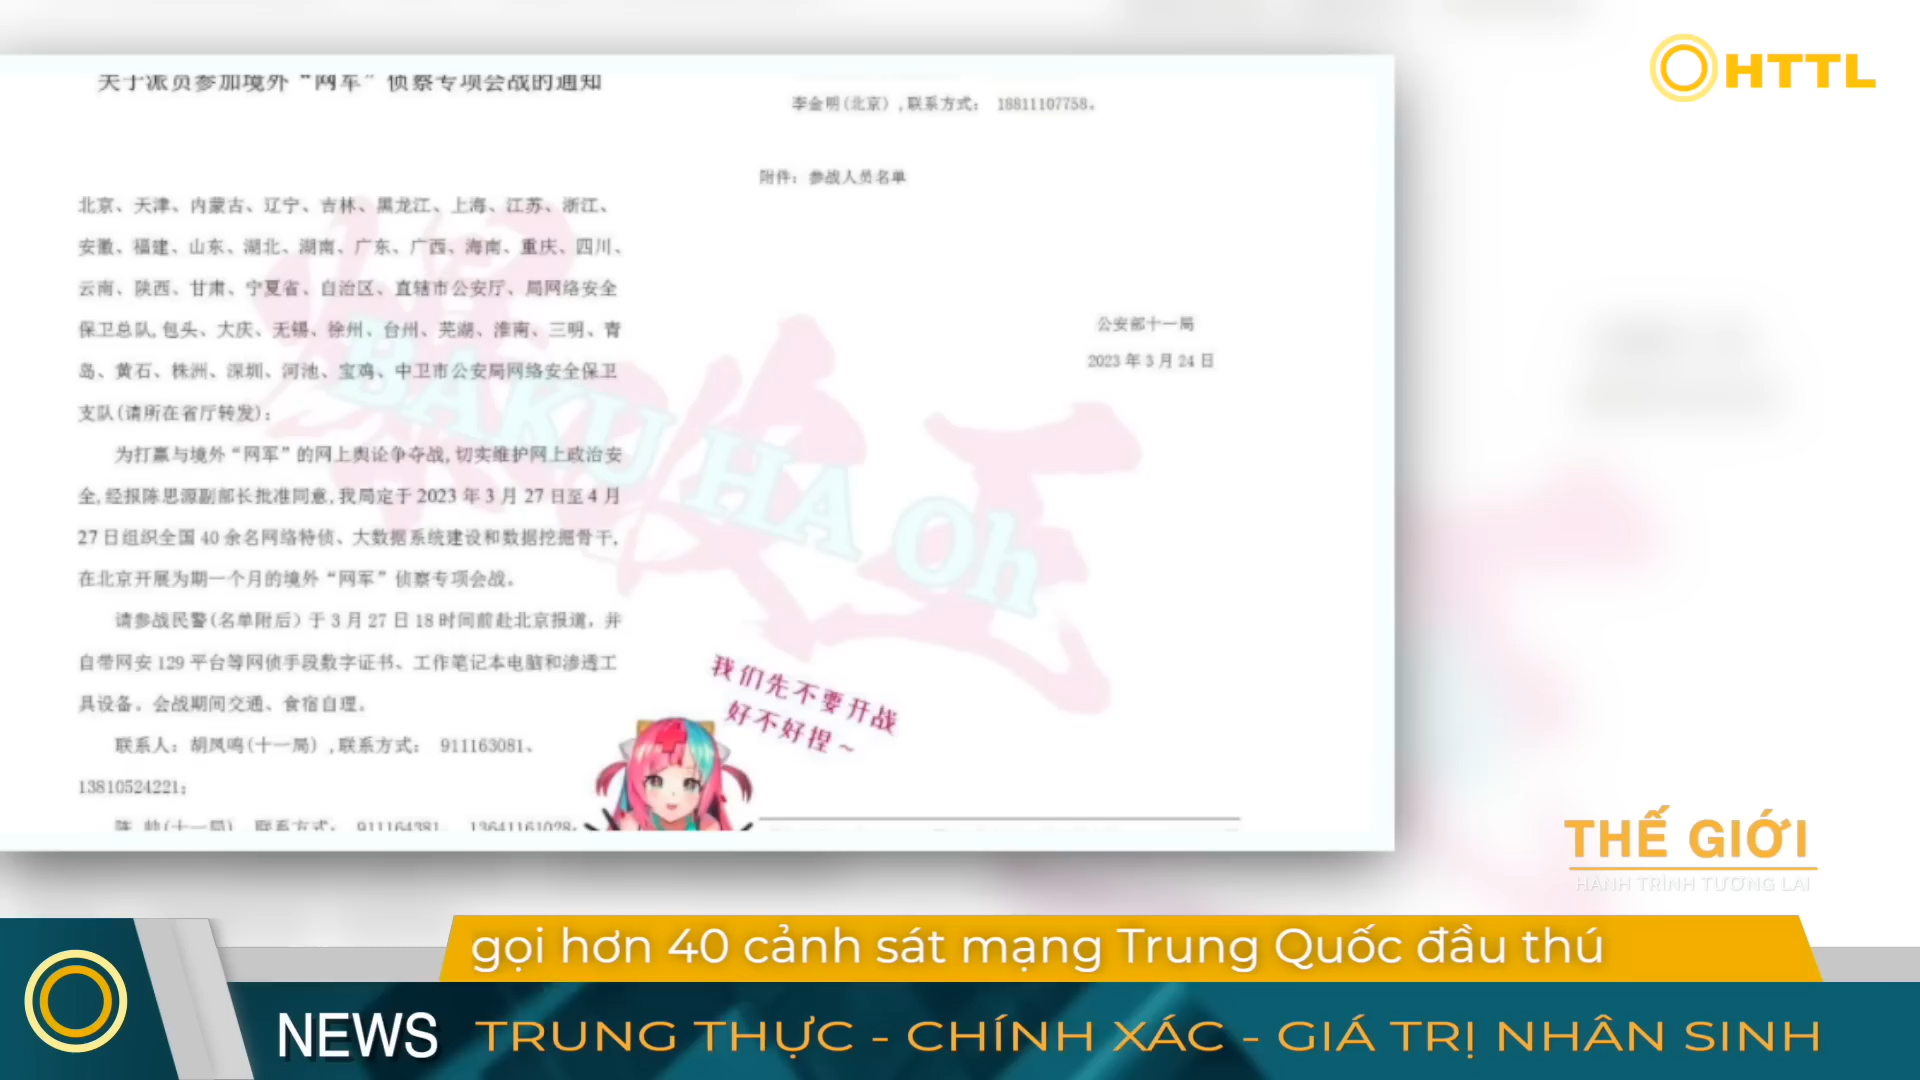 关于派员参加境外“网军”侦察专项会战的通知
北京、天津、内蒙古、辽宁、吉林、黑龙江、上海、江苏、浙江、
安徽、福建、山东、湖北、湖南、广东、广西、海南、重庆、四川、
云南、陕西、甘肃、宁夏省、自治区、直辖市公安厅、局网络安全
保卫总队,包头、大庆、无锡、徐州、台州、芜湖、淮南、三明、青
岛、黄石、株洲、深圳、河池、宝鸡、中卫市公安局网络安全保卫
支队(请所在省厅转发):
为打赢与境外“网军”的网上舆论争夺战,切实维护网上政治安
全,经报陈思源副部长批准同意,我局定于2023年3月27日至4月
27日组织全国40余名网络特侦、大数据系统建设和数据挖掘骨干,
在北京开展为期一个月的境外“网军”侦察专项会战。
请参战民警(名单附后)于3月27日18时间前赴北京报道，并
自带网安129平台等网侦手段数字证书、工作笔记本电脑和渗透工
具设备。会战期间交通、食宿自理。
联系人：胡凤鸣(十一局),联系方式： 911163081、
13810524221;
陈 帅(十一局) 联系方式: 911164381、 13641161028;
李金明(北京),联系方式： 18811107758。
附件：参战人员名单
公安部十一局
2023年3月24日
BAKU HA Oh
我们先不要开战
好不好捏~
HTTL
THẾ GIỚI
HÀNH TRÌNH TƯƠNG LAI
gọi hơn 40 cảnh sát mạng Trung Quốc đầu thú
NEWS
TRUNG THỰC - CHÍNH XÁC - GIÁ TRỊ NHÂN SINH